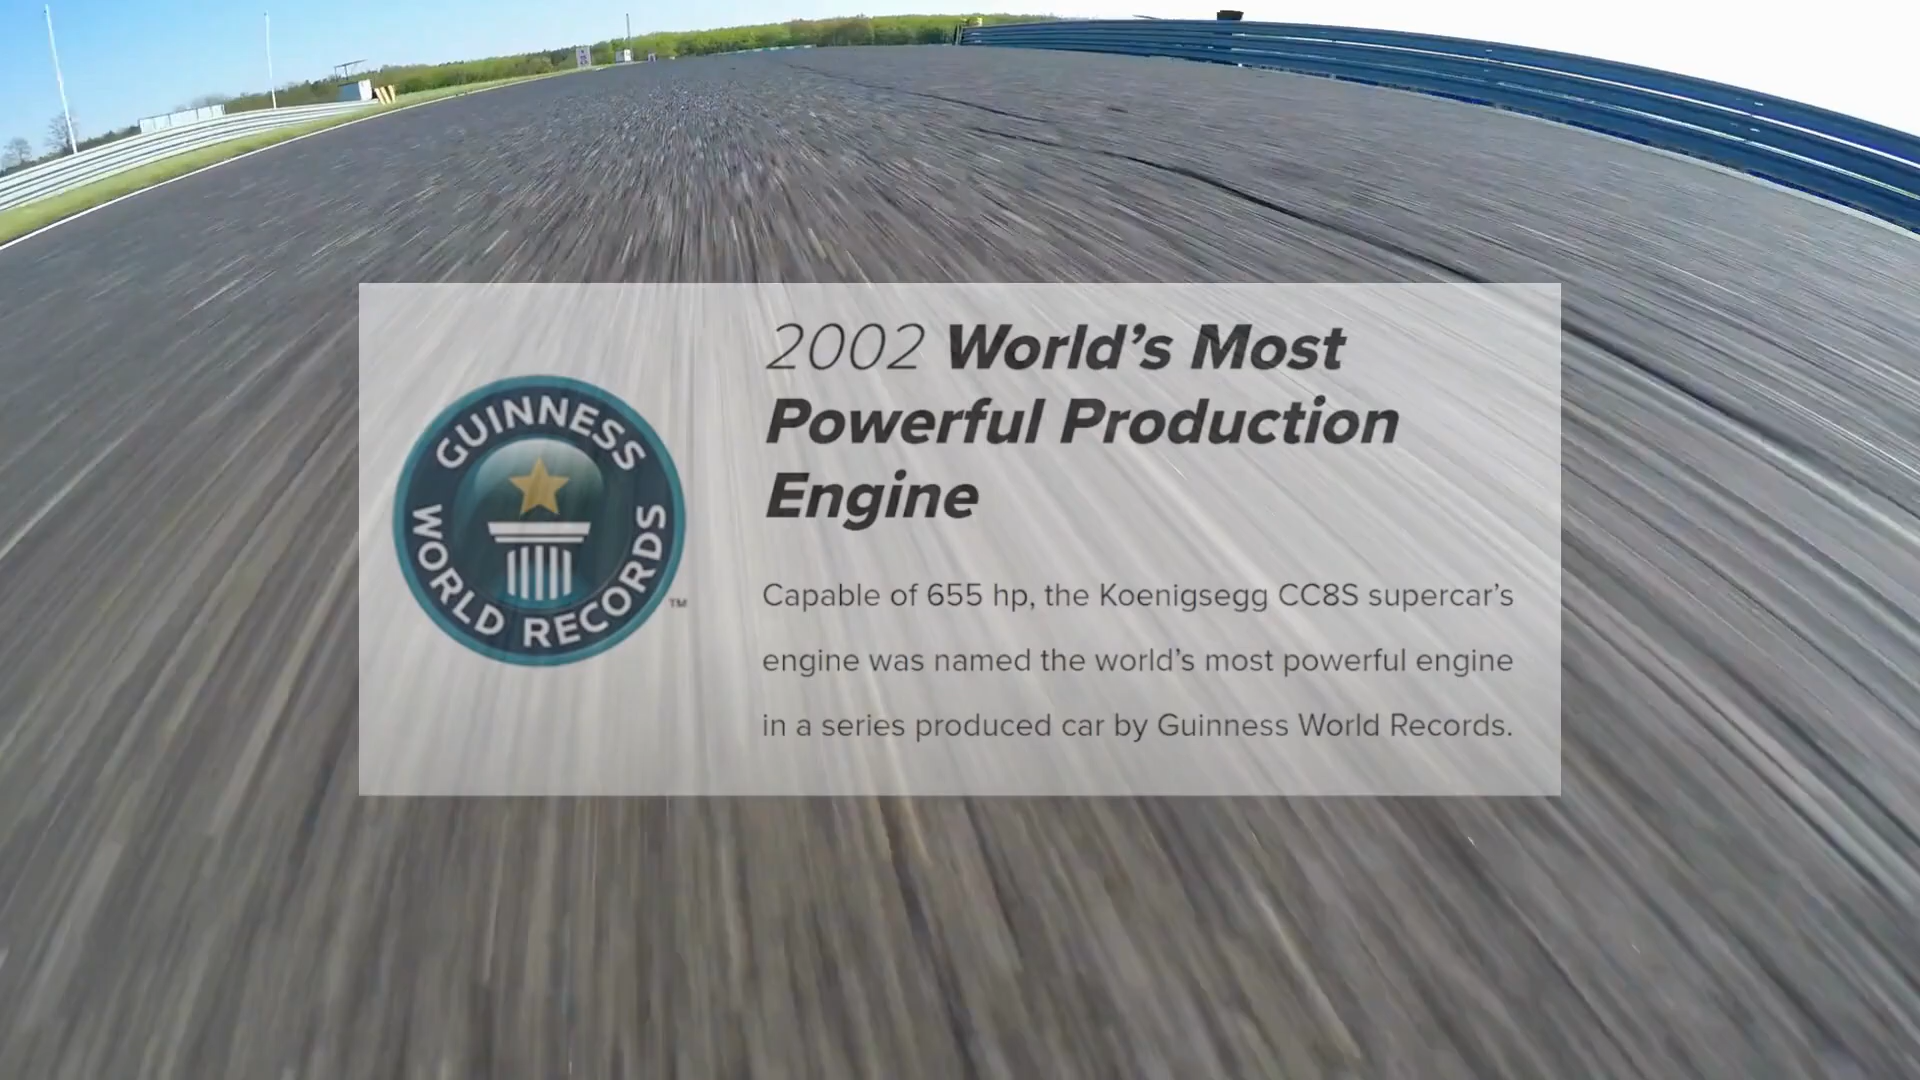 GUINNESS
WORLD RECORDS
™
2002 World’s Most
Powerful Production
Engine
Capable of 655 hp, the Koenigsegg CC8S supercar’s
engine was named the world’s most powerful engine
in a series produced car by Guinness World Records.